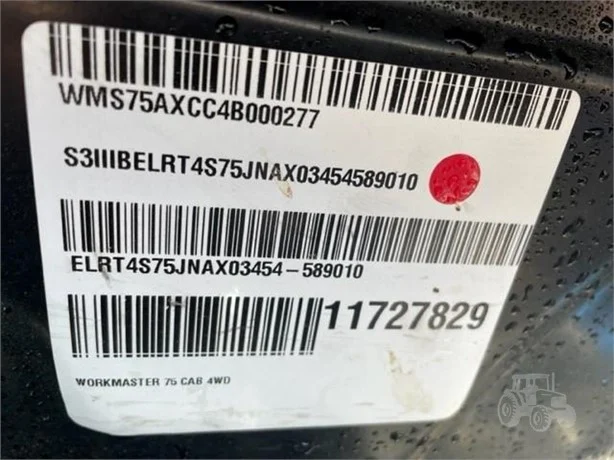 WMS75AXCC4B000277
S3IIIBELRT4S75JNAX03454589010
ELRT4S75JNAX03454-589010
11727829
WORKMASTER 75 CAB 4WD